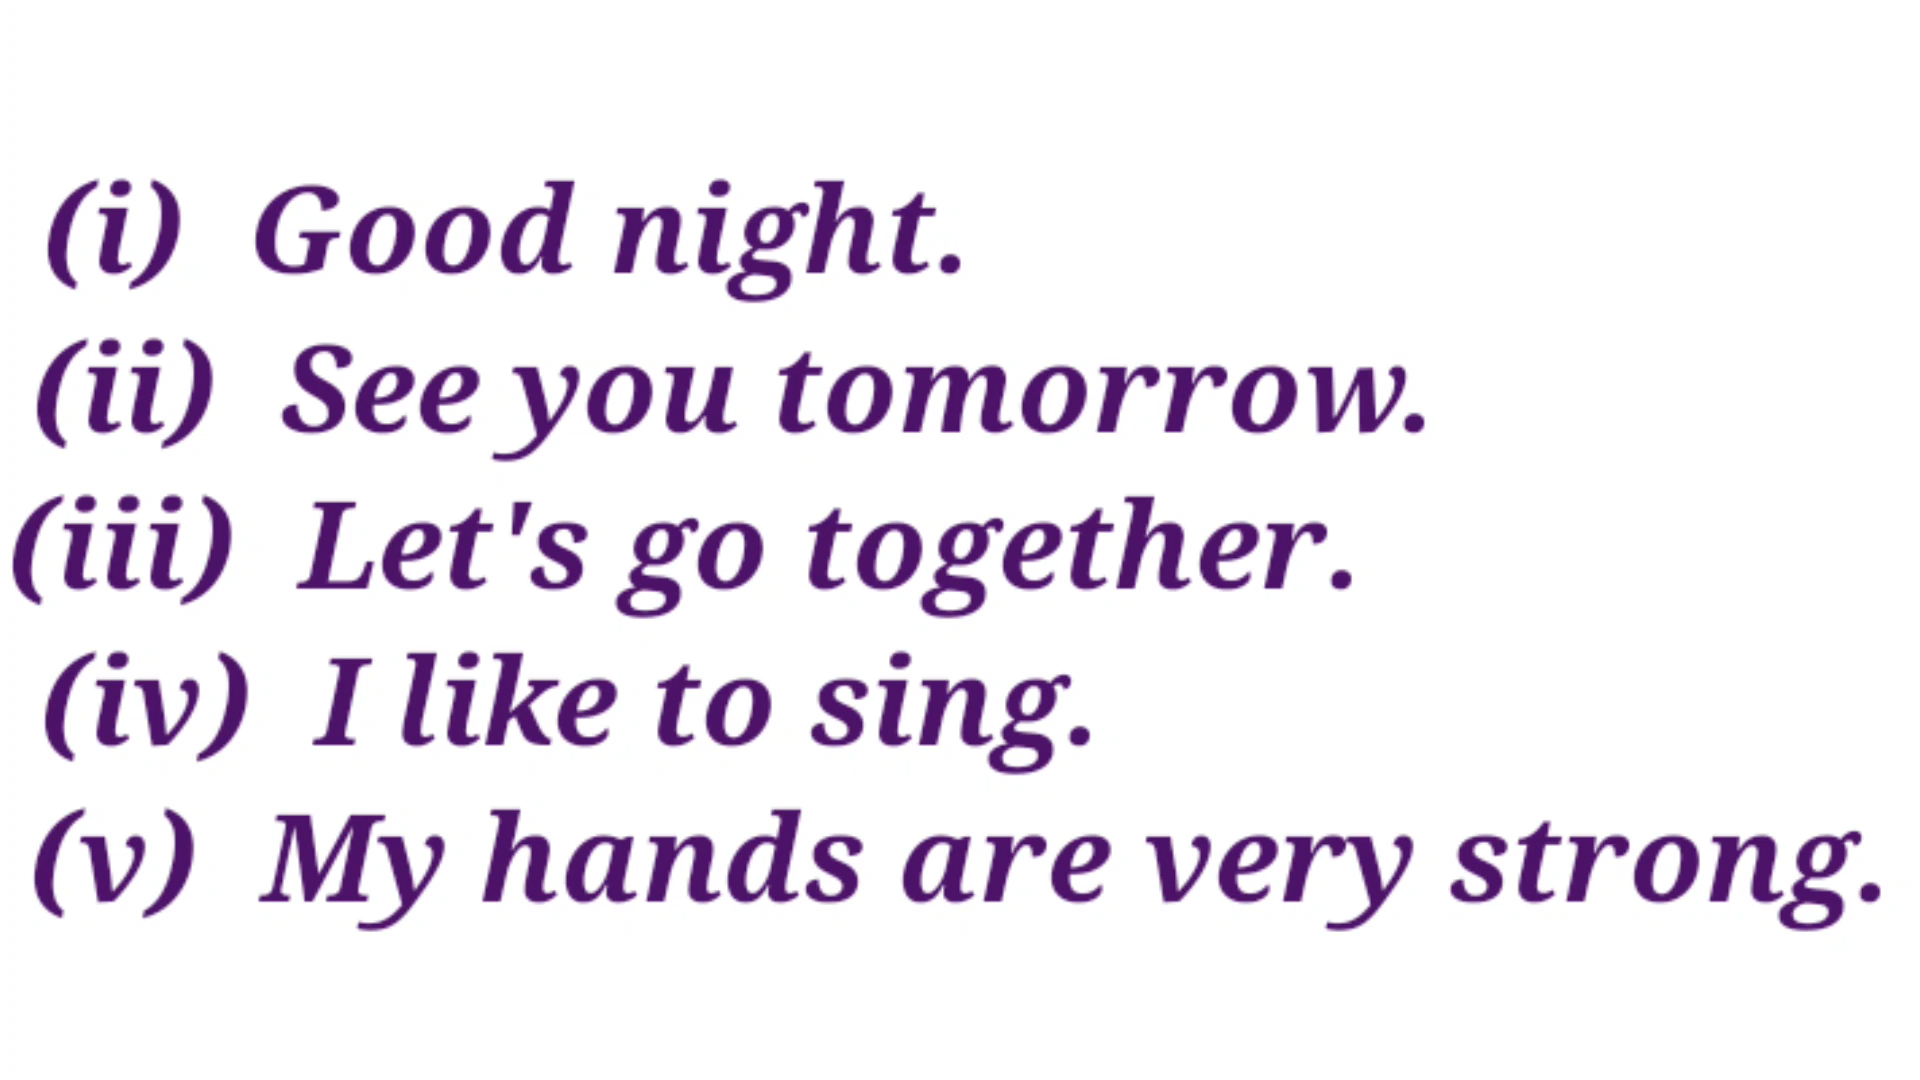 (i) Good night.
(ii) See you tomorrow.
(iii) Let's go together.
(iv) I like to sing.
(v) My hands are very strong.